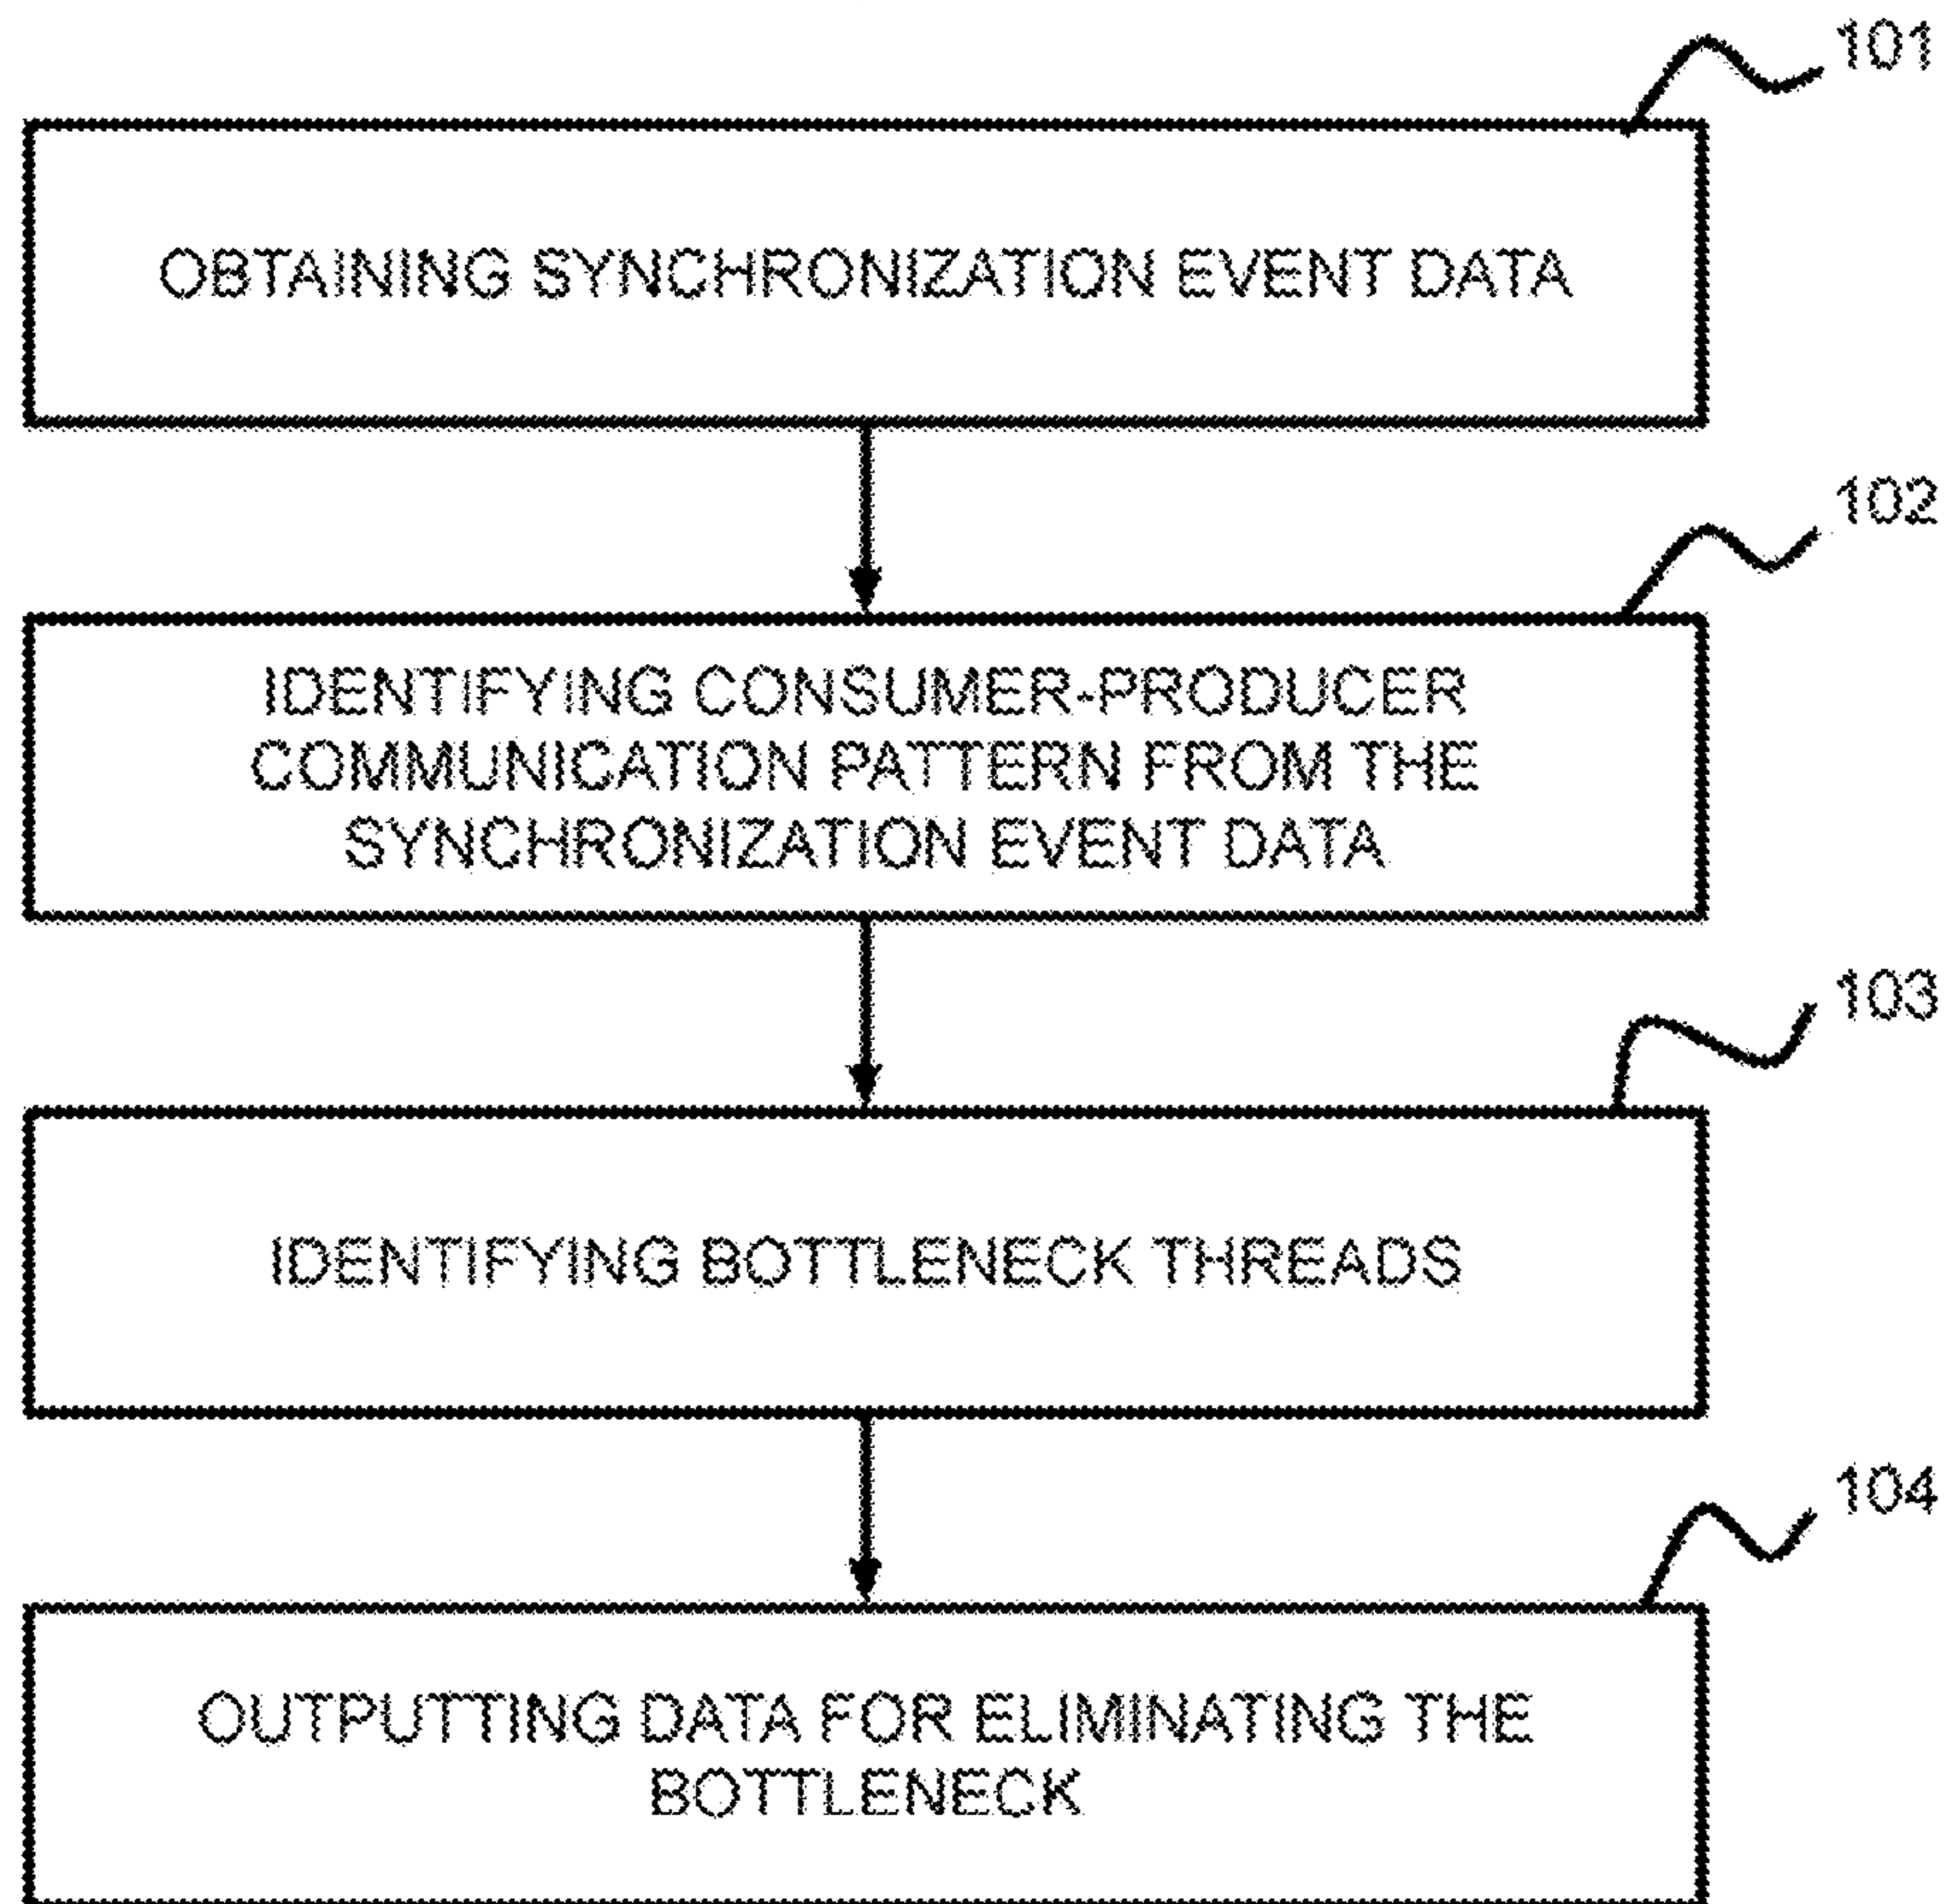 101
OBTAINING SYNCHRONIZATION EVENT DATA
102
IDENTIFYING CONSUMER-PRODUCER
COMMUNICATION PATTERN FROM THE
SYNCHRONIZATION EVENT DATA
103
IDENTIFYING BOTTLENECK THREADS
104
OUTPUTTING DATA FOR ELIMINATING THE
BOTTLENECK